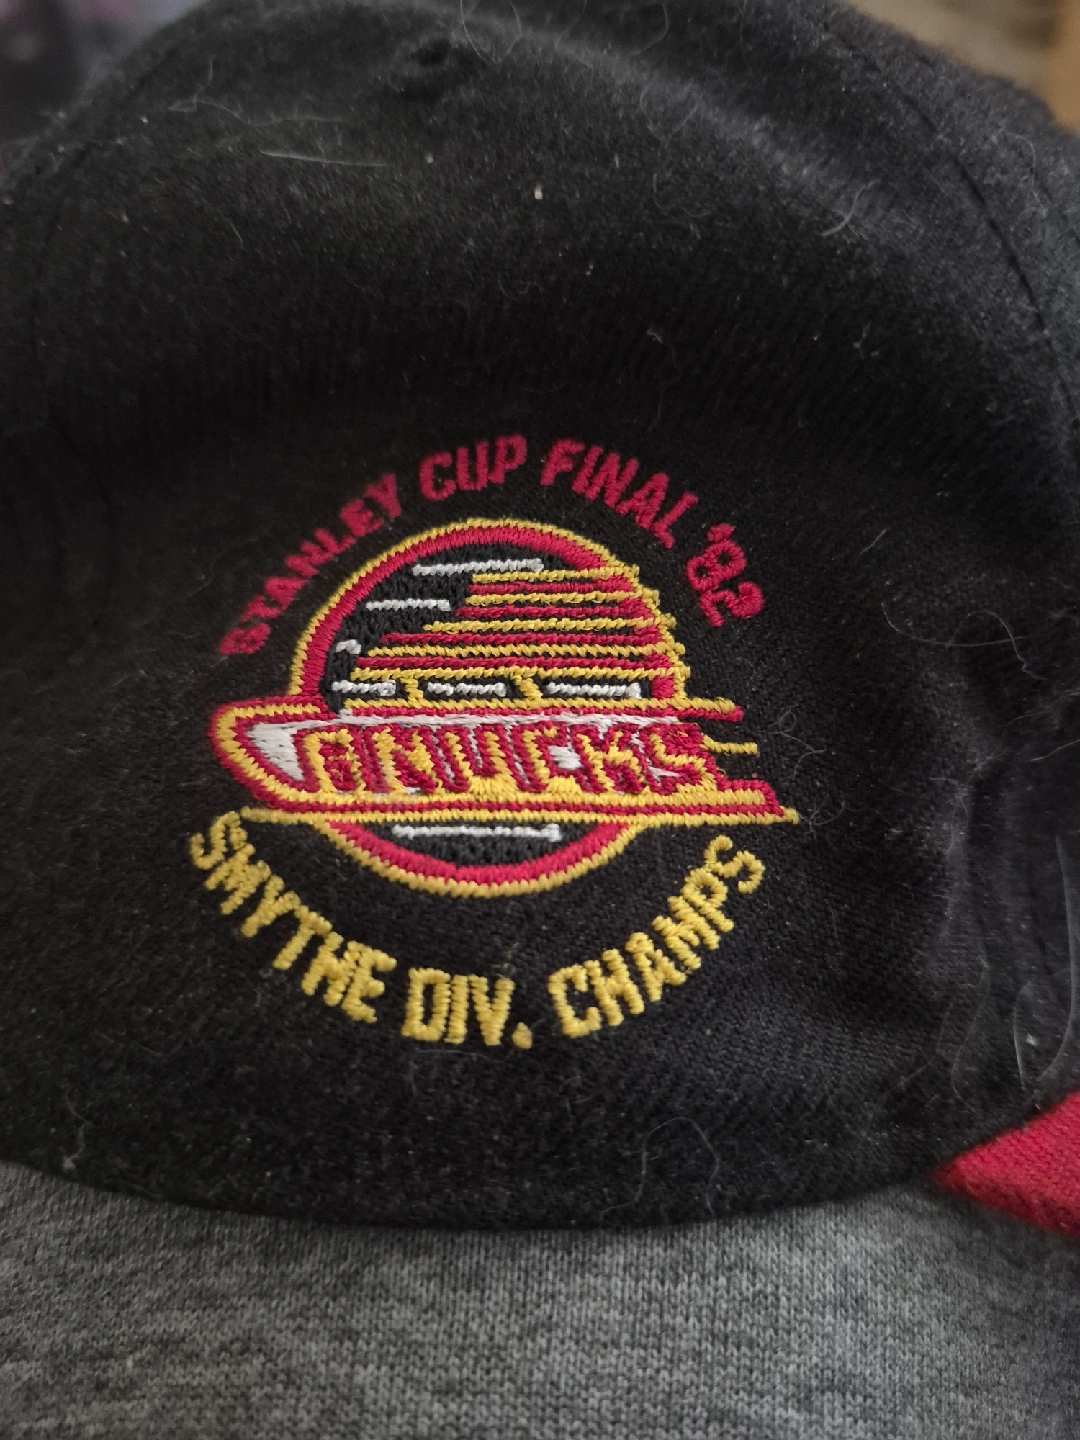 STANLEY CUP FINAL '82
CANUCKS
SMYTHE DIV. CHAMPS